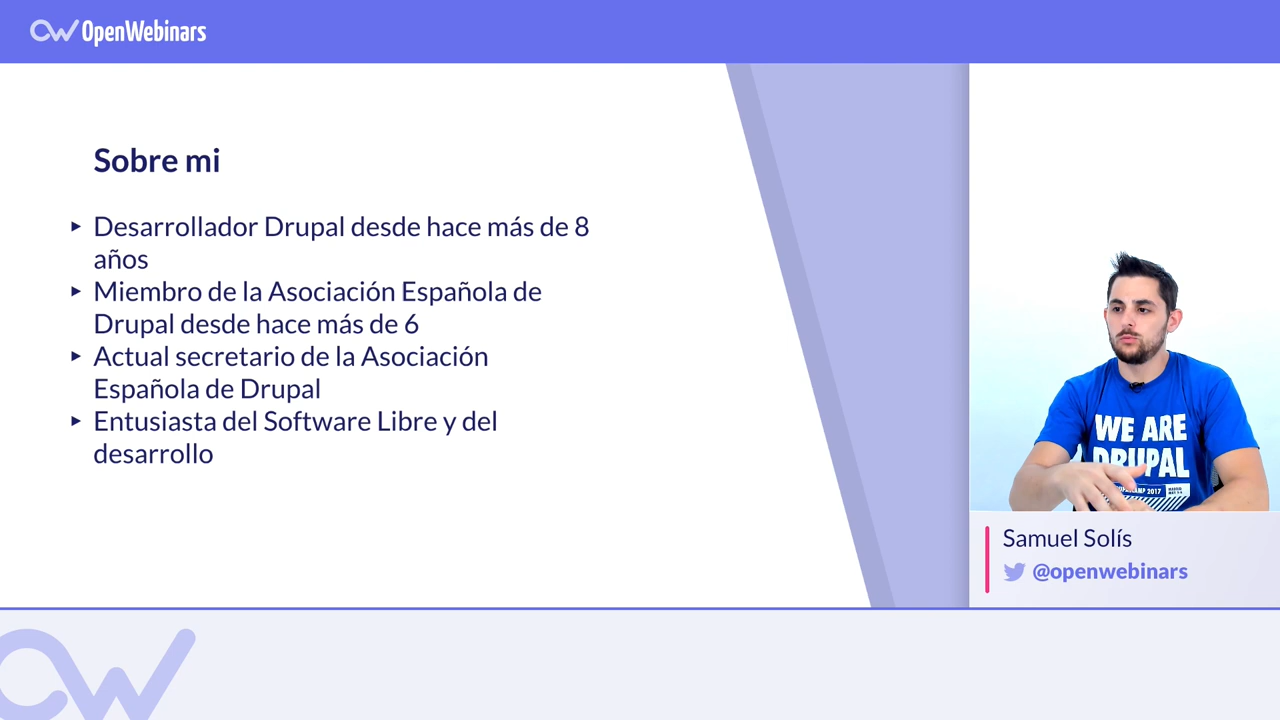 OpenWebinars
Sobre mi
▸ Desarrollador Drupal desde hace más de 8
años
▸ Miembro de la Asociación Española de
Drupal desde hace más de 6
▸ Actual secretario de la Asociación
Española de Drupal
▸ Entusiasta del Software Libre y del
desarrollo
WE ARE
DRUPAL
2017
Samuel Solís
@openwebinars